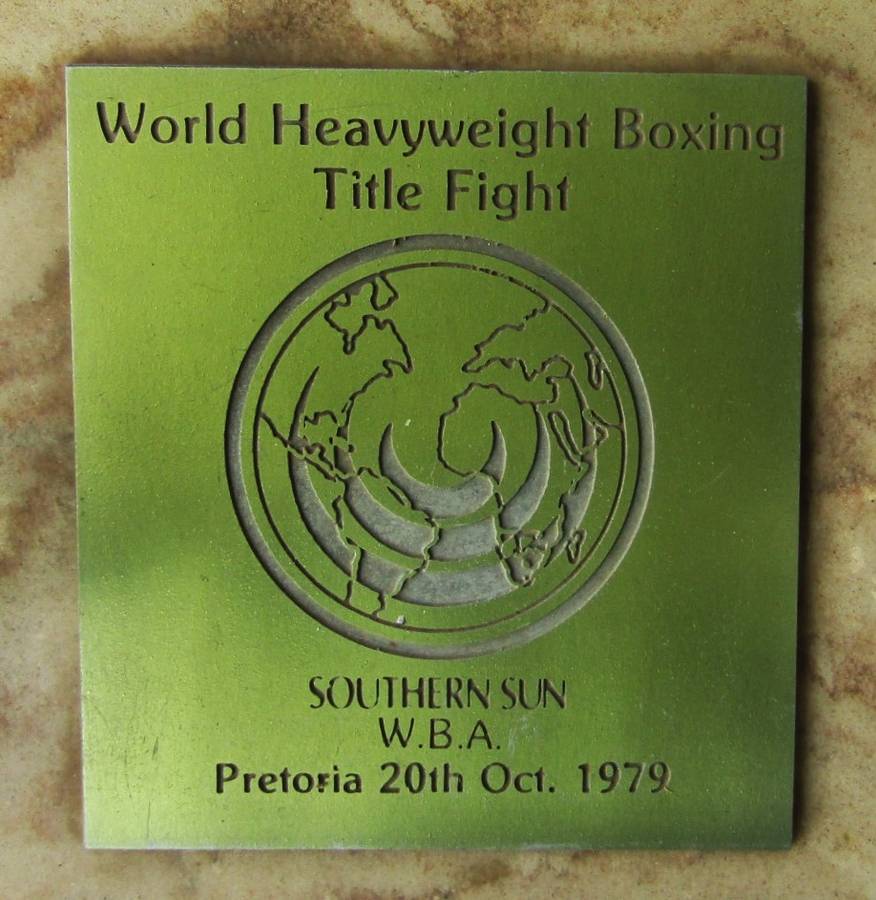 World Heavyweight Boxing
Title Fight
SOUTHERN SUN
W.B.A.
Pretoria 20th Oct. 1979